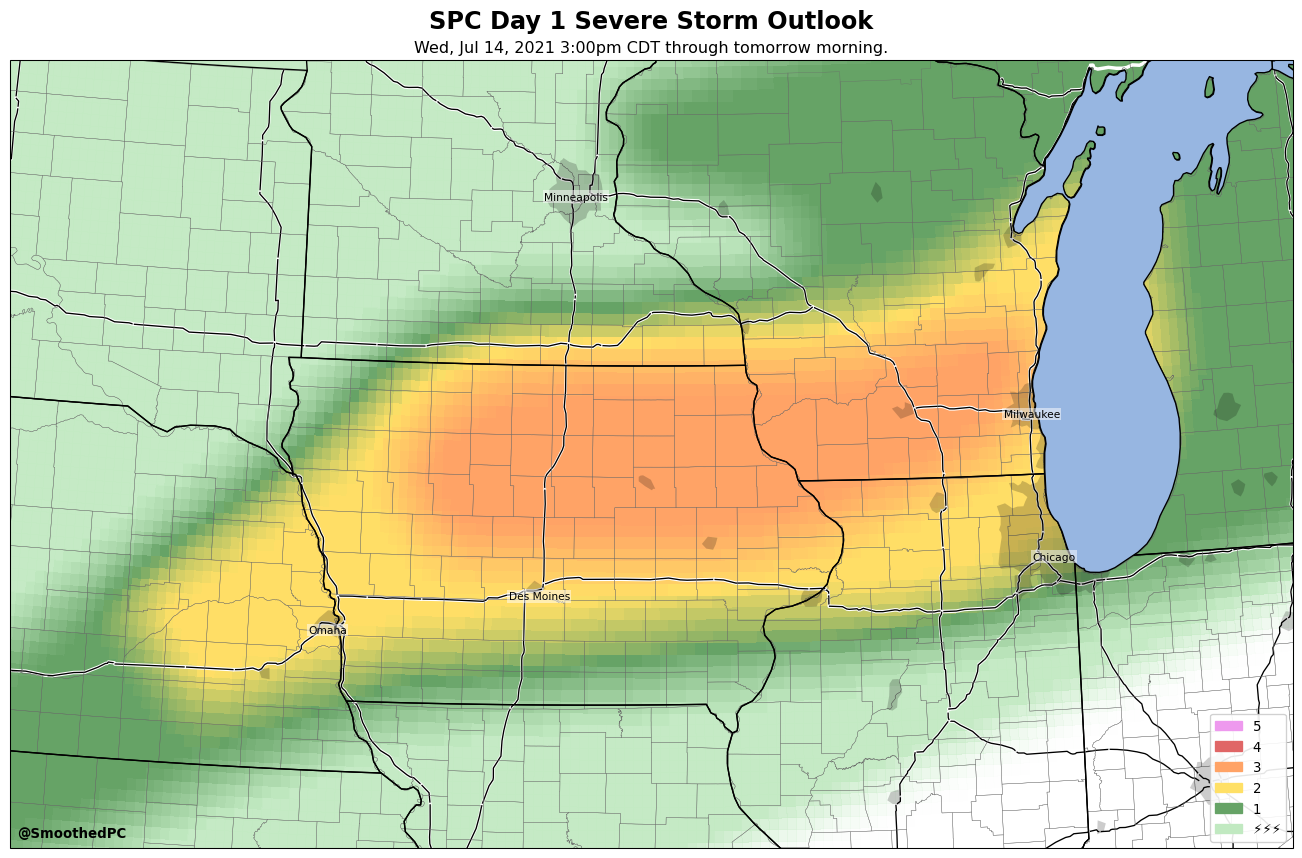 SPC Day 1 Severe Storm Outlook
Wed, Jul 14, 2021 3:00pm CDT through tomorrow morning.
Minneapolis
Milwaukee
Chicago
Des Moines
Omaha
5
4
3
2
1
⚡⚡⚡
@SmoothedPC